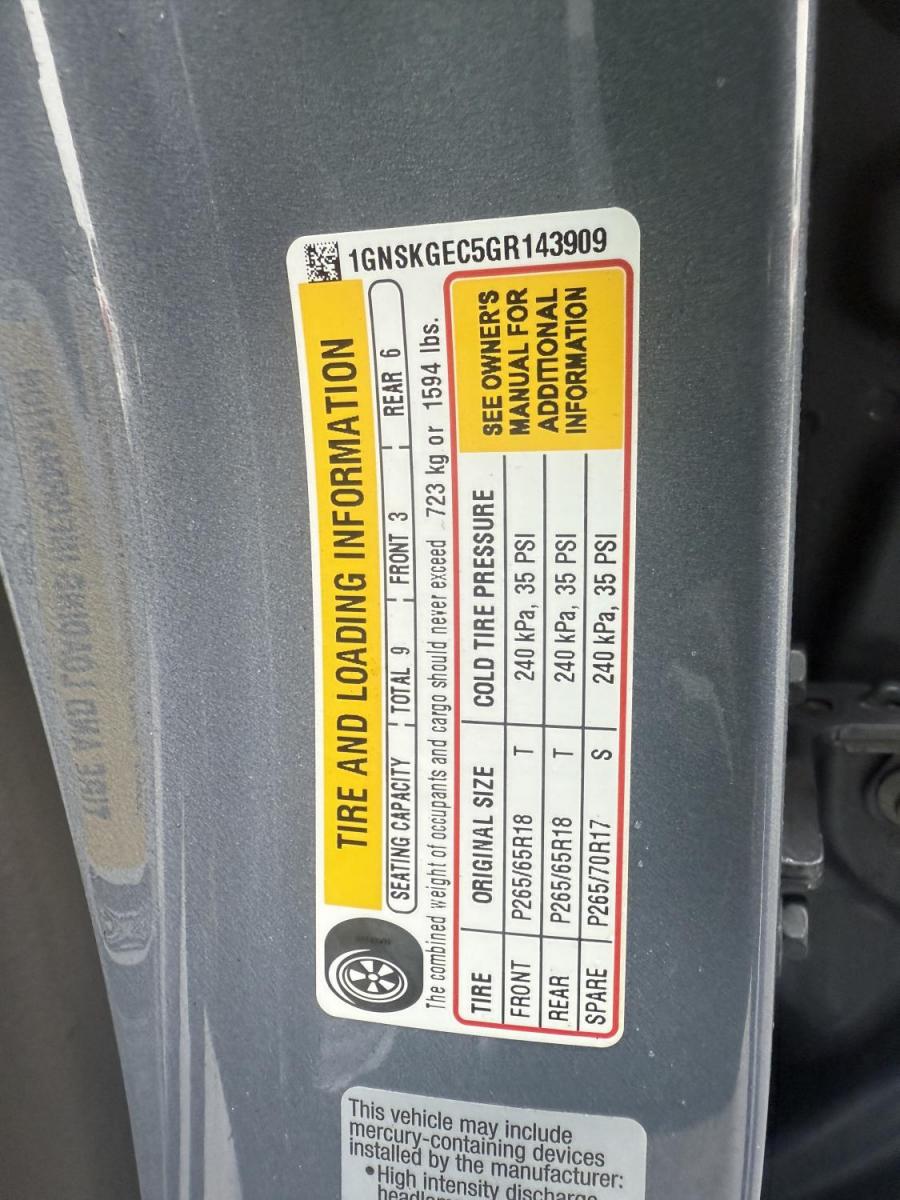 1GNSKGEC5GR143909
TIRE AND LOADING INFORMATION
SEATING CAPACITY TOTAL 9 FRONT 3 REAR 6
The combined weight of occupants and cargo should never exceed 723 kg or 1594 lbs.
TIRE ORIGINAL SIZE COLD TIRE PRESSURE
FRONT P265/65R18 T 240 kPa, 35 PSI
REAR P265/65R18 T 240 kPa, 35 PSI
SPARE P265/70R17 S 240 kPa, 35 PSI
SEE OWNER'S
MANUAL FOR
ADDITIONAL
INFORMATION
This vehicle may include
mercury-containing devices
installed by the manufacturer:
•High intensity discharge